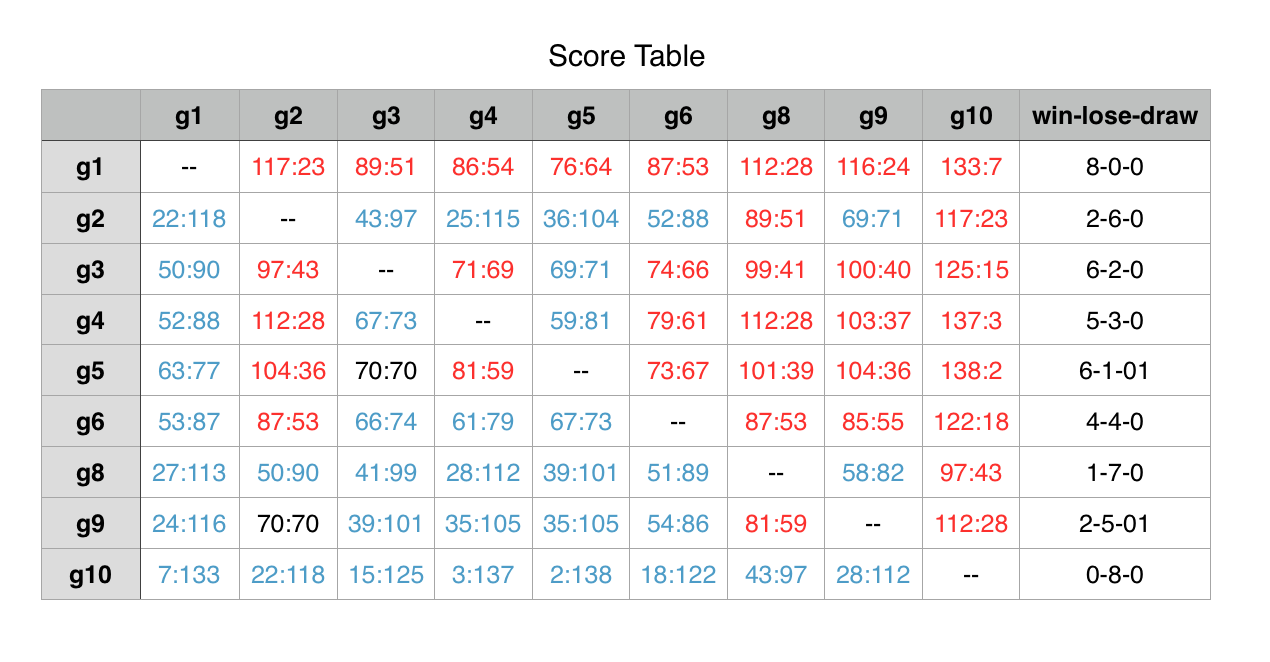 Score Table
g1 g2 g3 g4 g5 g6 g8 g9 g10 win-lose-draw
g1 -- 117:23 89:51 86:54 76:64 87:53 112:28 116:24 133:7 8-0-0
g2 22:118 -- 43:97 25:115 36:104 52:88 89:51 69:71 117:23 2-6-0
g3 50:90 97:43 -- 71:69 69:71 74:66 99:41 100:40 125:15 6-2-0
g4 52:88 112:28 67:73 -- 59:81 79:61 112:28 103:37 137:3 5-3-0
g5 63:77 104:36 70:70 81:59 -- 73:67 101:39 104:36 138:2 6-1-01
g6 53:87 87:53 66:74 61:79 67:73 -- 87:53 85:55 122:18 4-4-0
g8 27:113 50:90 41:99 28:112 39:101 51:89 -- 58:82 97:43 1-7-0
g9 24:116 70:70 39:101 35:105 35:105 54:86 81:59 -- 112:28 2-5-01
g10 7:133 22:118 15:125 3:137 2:138 18:122 43:97 28:112 -- 0-8-0